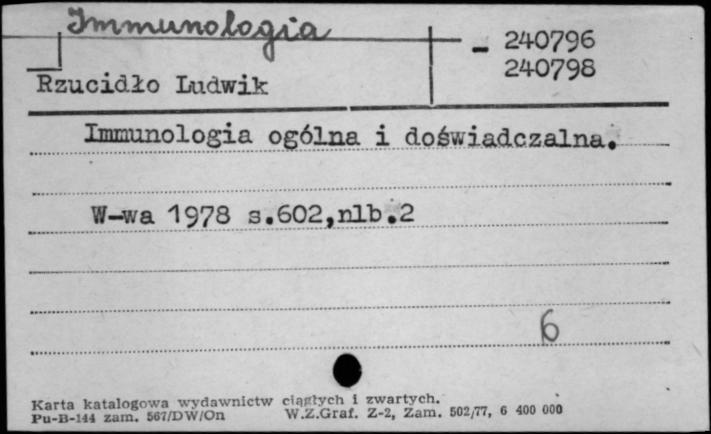 Immunologia
- 240796
240798
Rzucidło Ludwik
Immunologia ogólna i doświadczalna.
W-wa 1978 s.602,nlb.2
6
Karta katalogowa wydawnictw ciągłych i zwartych.
Pu-B-144 zam. 567/DW/On W.Z.Graf. Z-2, Zam. 502/77, 6 400 000